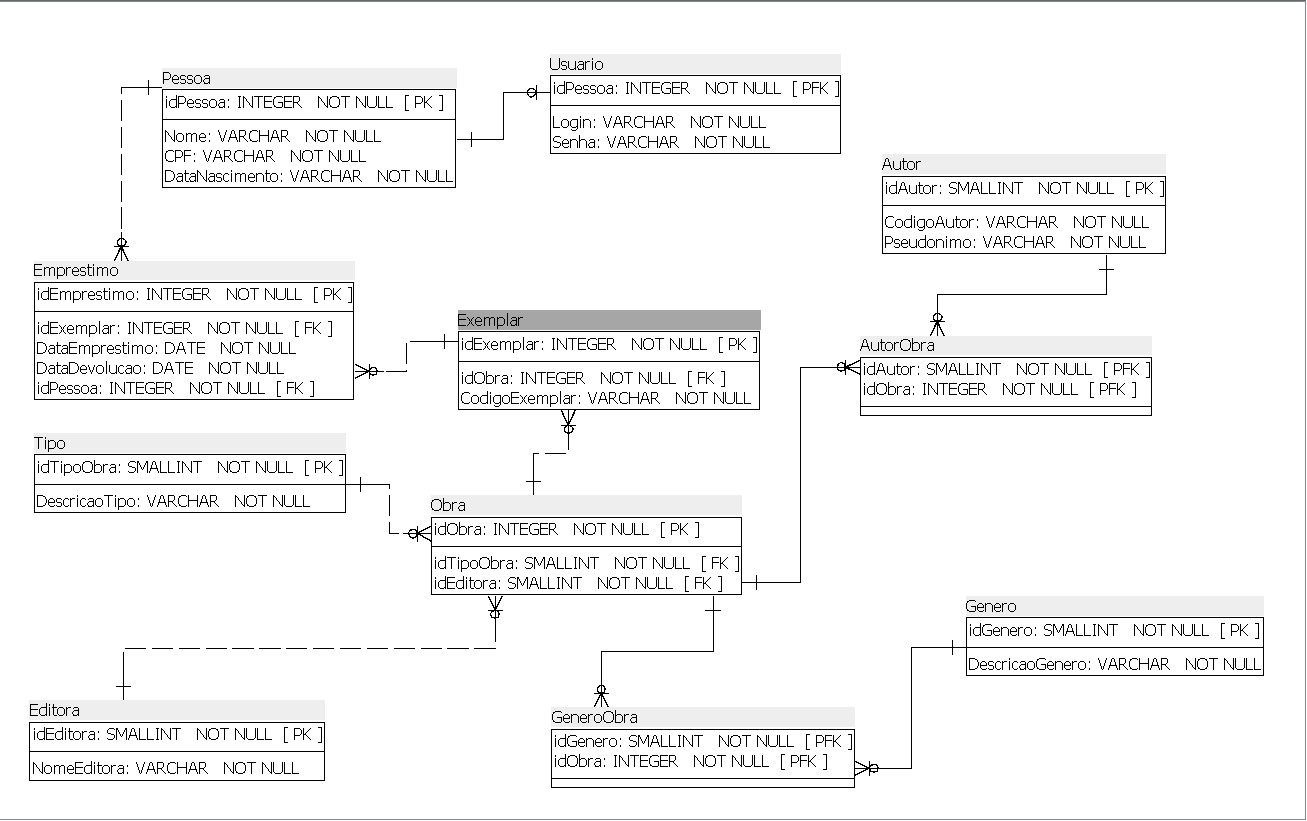 Pessoa
idPessoa: INTEGER NOT NULL [ PK ]
Nome: VARCHAR NOT NULL
CPF: VARCHAR NOT NULL
DataNascimento: VARCHAR NOT NULL
Usuario
idPessoa: INTEGER NOT NULL [ PFK ]
Login: VARCHAR NOT NULL
Senha: VARCHAR NOT NULL
Autor
idAutor: SMALLINT NOT NULL [ PK ]
CodigoAutor: VARCHAR NOT NULL
Pseudonimo: VARCHAR NOT NULL
Emprestimo
idEmprestimo: INTEGER NOT NULL [ PK ]
idExemplar: INTEGER NOT NULL [ FK ]
DataEmprestimo: DATE NOT NULL
DataDevolucao: DATE NOT NULL
idPessoa: INTEGER NOT NULL [ FK ]
Exemplar
idExemplar: INTEGER NOT NULL [ PK ]
idObra: INTEGER NOT NULL [ FK ]
CodigoExemplar: VARCHAR NOT NULL
AutorObra
idAutor: SMALLINT NOT NULL [ PFK ]
idObra: INTEGER NOT NULL [ PFK ]
Tipo
idTipoObra: SMALLINT NOT NULL [ PK ]
DescricaoTipo: VARCHAR NOT NULL
Obra
idObra: INTEGER NOT NULL [ PK ]
idTipoObra: SMALLINT NOT NULL [ FK ]
idEditora: SMALLINT NOT NULL [ FK ]
Genero
idGenero: SMALLINT NOT NULL [ PK ]
DescricaoGenero: VARCHAR NOT NULL
Editora
idEditora: SMALLINT NOT NULL [ PK ]
NomeEditora: VARCHAR NOT NULL
GeneroObra
idGenero: SMALLINT NOT NULL [ PFK ]
idObra: INTEGER NOT NULL [ PFK ]